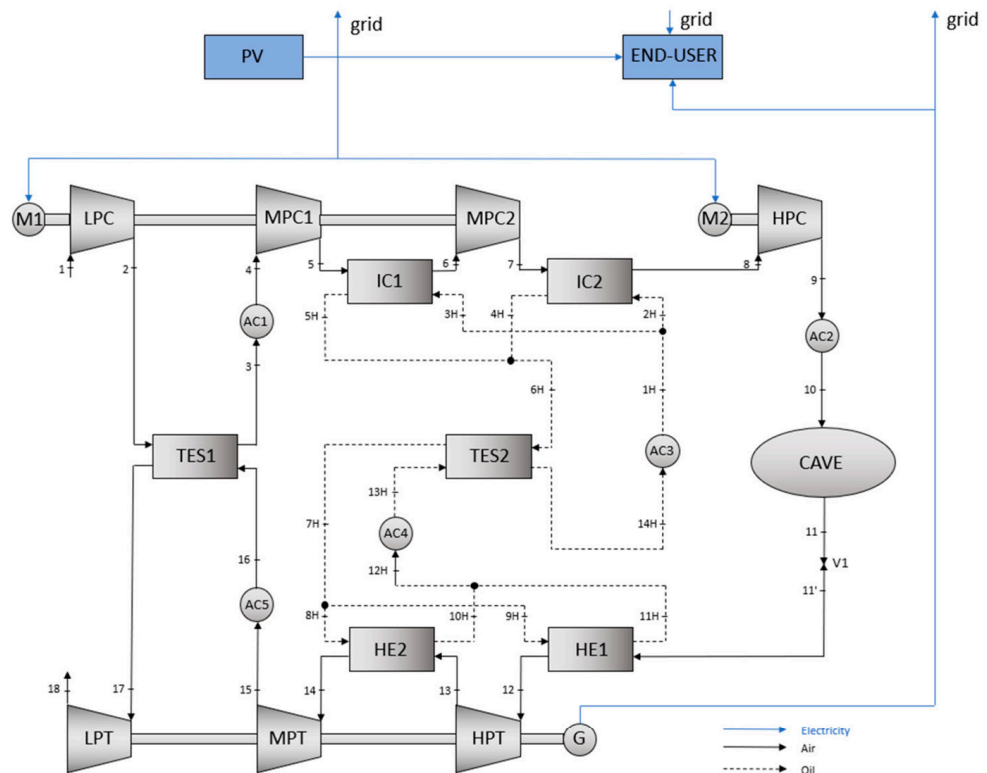 grid
grid
grid
PV
END-USER
M1
LPC
MPC1
MPC2
M2
HPC
1
2
4
5
6
7
8
9
IC1
IC2
5H
3H
4H
2H
AC1
AC2
3
6H
1H
10
TES1
TES2
AC3
CAVE
13H
7H
14H
11
AC4
16
12H
V1
11'
AC5
8H
10H
9H
11H
HE2
HE1
18
17
15
14
13
12
LPT
MPT
HPT
G
Electricity
Air
Oil